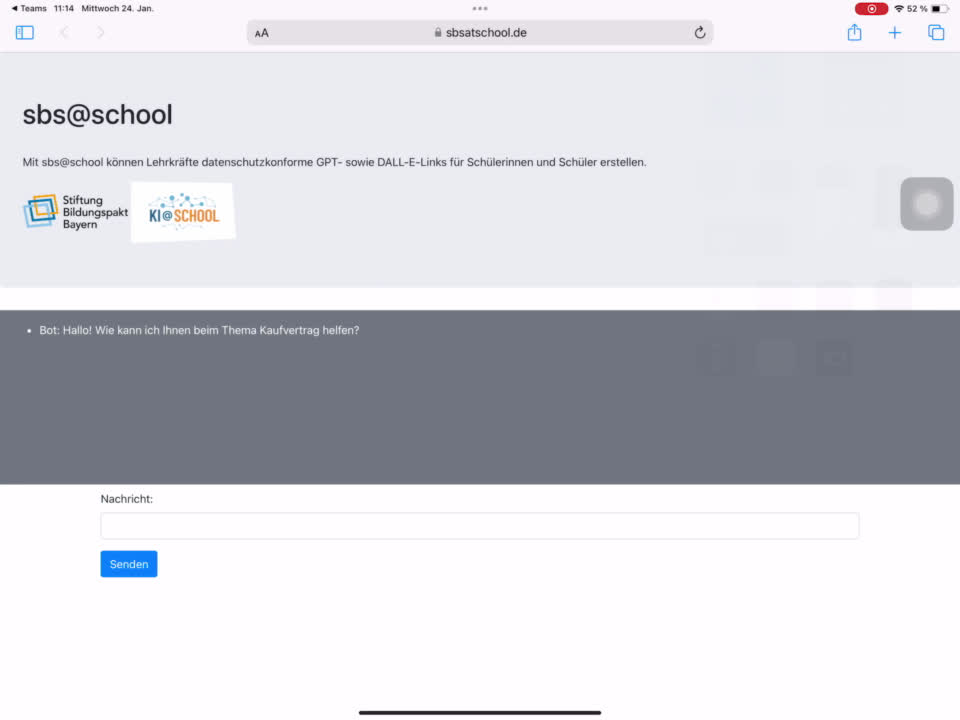 Teams 11:14 Mittwoch 24. Jan.
52 %
AA
sbsatschool.de
sbs@school
Mit sbs@school können Lehrkräfte datenschutzkonforme GPT- sowie DALL-E-Links für Schülerinnen und Schüler erstellen.
Stiftung
Bildungspakt
Bayern
KI@SCHOOL
Bot: Hallo! Wie kann ich Ihnen beim Thema Kaufvertrag helfen?
Nachricht:
Senden